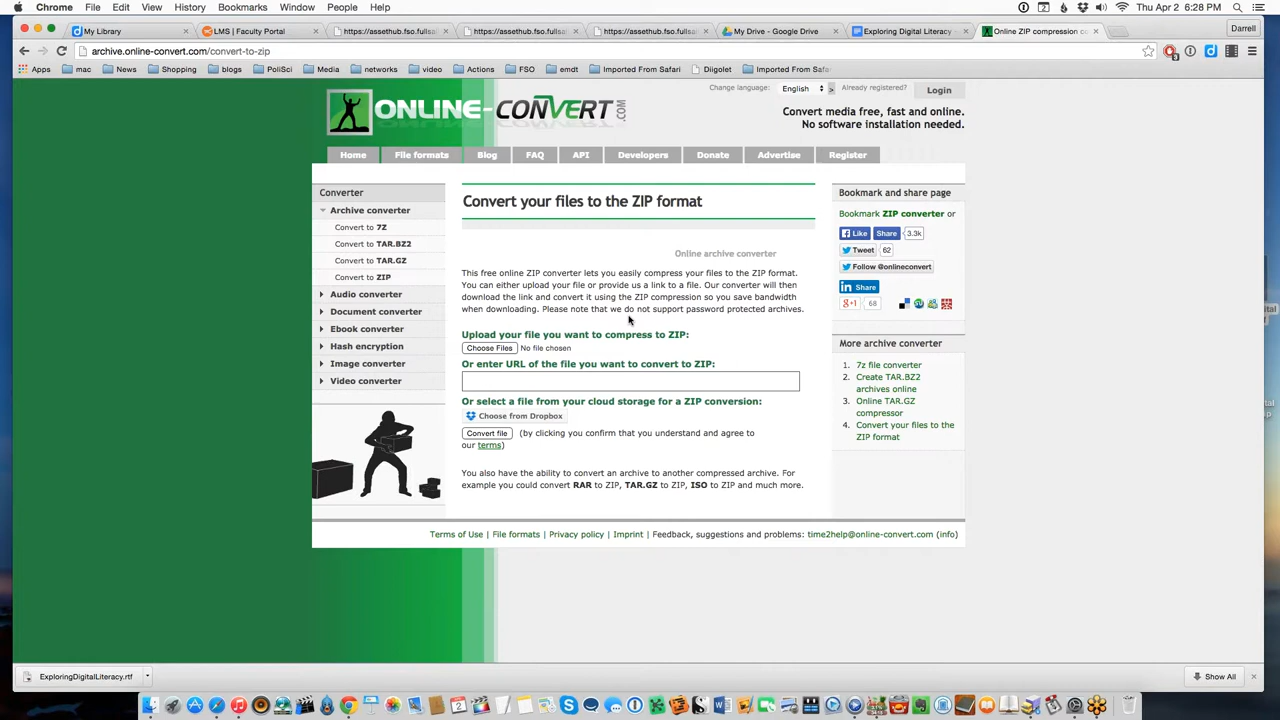 Chrome File Edit View History Bookmarks Window People Help Thu Apr 2 6:28 PM
My Library LMS | Faculty Portal https://assethub.fso.fullsai https://assethub.fso.fullsai https://assethub.fso.fullsai My Drive - Google Drive Exploring Digital Literacy - Online ZIP compression co Darrell
archive.online-convert.com/convert-to-zip
Apps mac News Shopping blogs PoliSci Media networks video Actions FSO emdt Imported From Safari Diigolet Imported From Safa
ONLINE-CONVERT.COM
Change language: English > Already registered? Login
Convert media free, fast and online.
No software installation needed.
Home File formats Blog FAQ API Developers Donate Advertise Register
Converter
Archive converter
Convert to 7Z
Convert to TAR.BZ2
Convert to TAR.GZ
Convert to ZIP
Audio converter
Document converter
Ebook converter
Hash encryption
Image converter
Video converter
Convert your files to the ZIP format
Online archive converter
This free online ZIP converter lets you easily compress your files to the ZIP format.
You can either upload your file or provide us a link to a file. Our converter will then
download the link and convert it using the ZIP compression so you save bandwidth
when downloading. Please note that we do not support password protected archives.
Upload your file you want to compress to ZIP:
Choose Files No file chosen
Or enter URL of the file you want to convert to ZIP:
Or select a file from your cloud storage for a ZIP conversion:
Choose from Dropbox
Convert file (by clicking you confirm that you understand and agree to
our terms)
You also have the ability to convert an archive to another compressed archive. For
example you could convert RAR to ZIP, TAR.GZ to ZIP, ISO to ZIP and much more.
Bookmark and share page
Bookmark ZIP converter or
Like Share 3.3k
Tweet 62
Follow @onlineconvert
in Share
g+1 68
More archive converter
1. 7z file converter
2. Create TAR.BZ2
archives online
3. Online TAR.GZ
compressor
4. Convert your files to the
ZIP format
Terms of Use | File formats | Privacy policy | Imprint | Feedback, suggestions and problems: time2help@online-convert.com (info)
ExploringDigitalLiteracy.rtf Show All